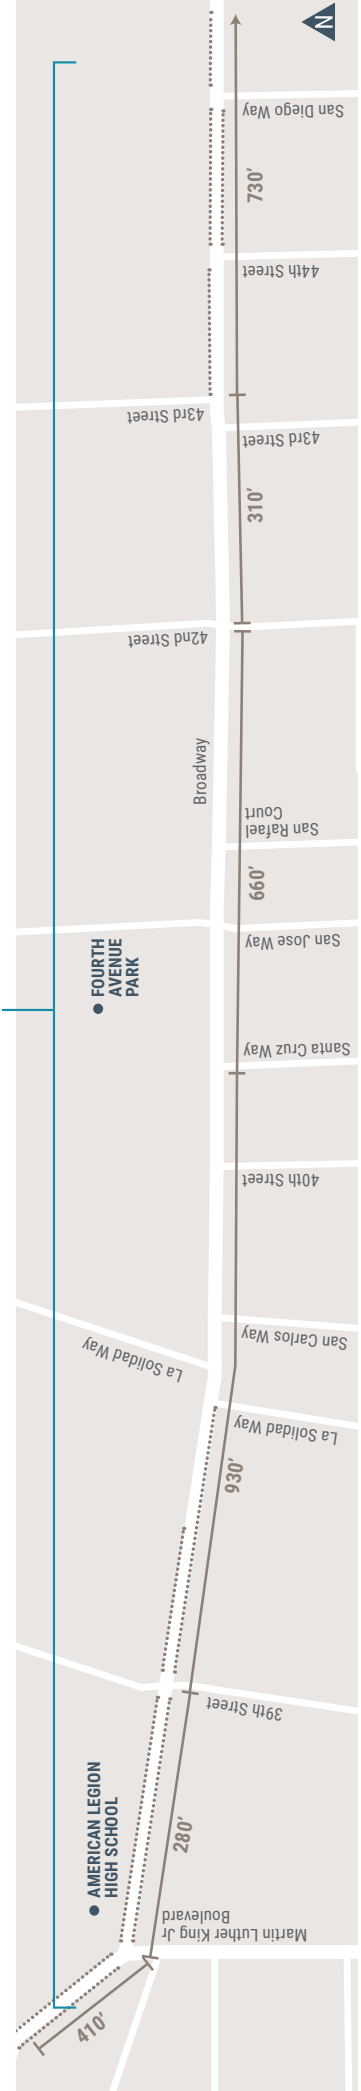 N
San Diego Way
730'
44th Street
43rd Street
43rd Street
310'
42nd Street
Broadway
San Rafael
Court
660'
FOURTH
AVENUE
PARK
San Jose Way
Santa Cruz Way
40th Street
San Carlos Way
La Solidad Way
La Solidad Way
930'
39th Street
AMERICAN LEGION
HIGH SCHOOL
280'
Martin Luther King Jr
Boulevard
410'